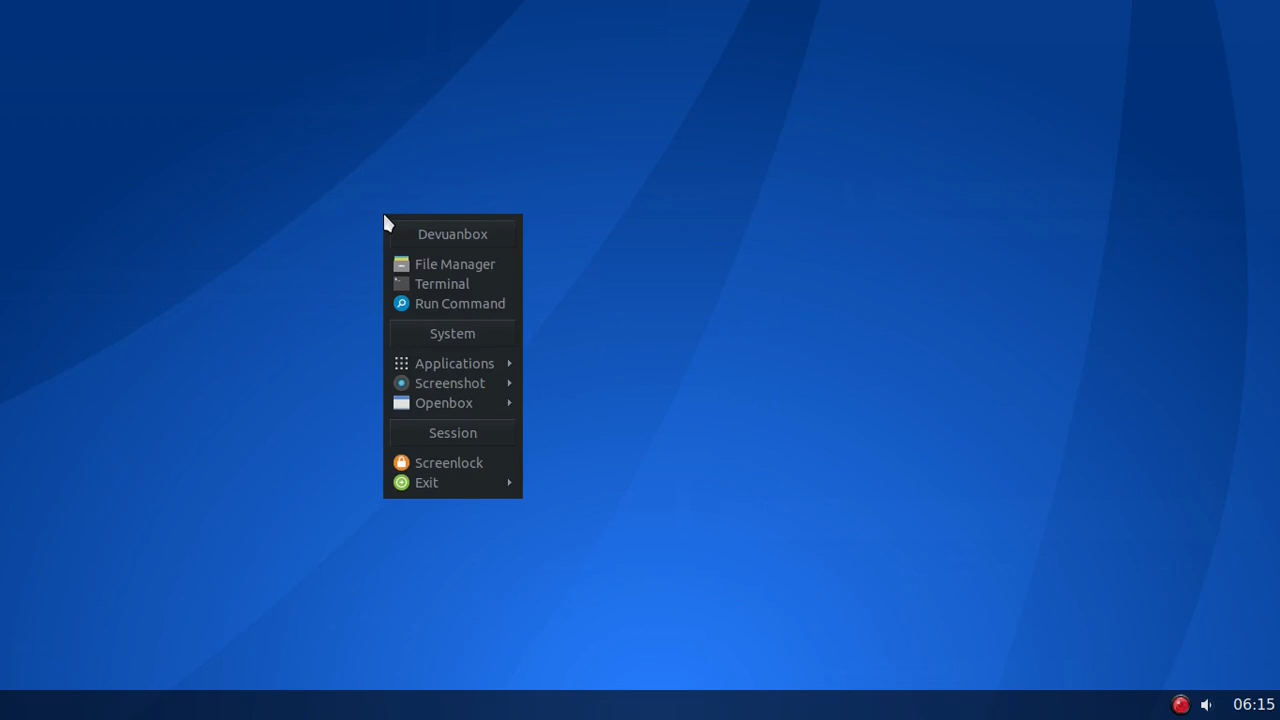 Devuanbox
File Manager
Terminal
Run Command
System
Applications
Screenshot
Openbox
Session
Screenlock
Exit
06:15